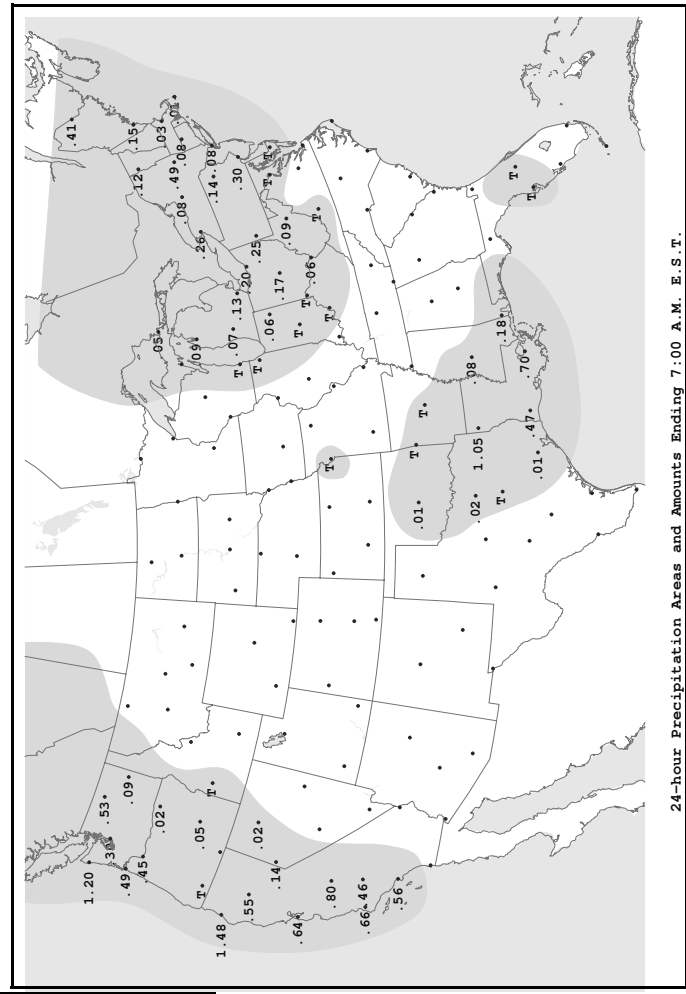 .41
1.20
.53
.30
.49
.09
.15
.12
.45
.02
.05
.03
.49
.01
.08
.08
.09
.05
.26
T
T
.08
.14
1.48
.07
.13
.30
T
.20
.55
.25
.02
T
T
T
.06
.14
.17
.09
.64
T
T
.06
T
T
T
.80
.46
.66
.56
T
.01
T
.08
.02
1.05
.18
T
T
.70
.47
T
.01
24-hour Precipitation Areas and Amounts Ending 7:00 A.M. E.S.T.